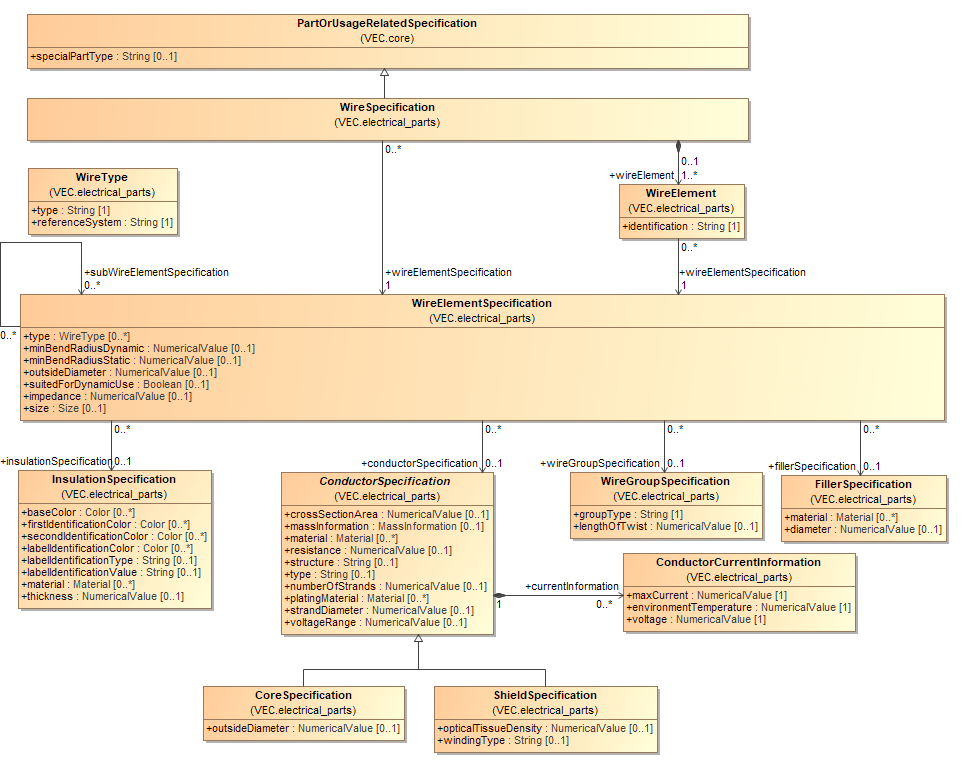 PartOrUsageRelatedSpecification
(VEC.core)
+specialPartType : String [0..1]
WireSpecification
(VEC.electrical_parts)
0..*
0..1
+wireElement 1..*
WireType
(VEC.electrical_parts)
+type : String [1]
+referenceSystem : String [1]
WireElement
(VEC.electrical_parts)
+identification : String [1]
0..*
+subWireElementSpecification
0..*
+wireElementSpecification
1
+wireElementSpecification
1
0..*
WireElementSpecification
(VEC.electrical_parts)
+type : WireType [0..*]
+minBendRadiusDynamic : NumericalValue [0..1]
+minBendRadiusStatic : NumericalValue [0..1]
+outsideDiameter : NumericalValue [0..1]
+suitedForDynamicUse : Boolean [0..1]
+impedance : NumericalValue [0..1]
+size : Size [0..1]
0..*
0..*
0..*
0..*
+insulationSpecification 0..1
+conductorSpecification 0..1
+wireGroupSpecification 0..1
+fillerSpecification 0..1
InsulationSpecification
(VEC.electrical_parts)
+baseColor : Color [0..*]
+firstIdentificationColor : Color [0..*]
+secondIdentificationColor : Color [0..*]
+labelIdentificationColor : Color [0..*]
+labelIdentificationType : String [0..1]
+labelIdentificationValue : String [0..1]
+material : Material [0..*]
+thickness : NumericalValue [0..1]
ConductorSpecification
(VEC.electrical_parts)
+crossSectionArea : NumericalValue [0..1]
+massInformation : MassInformation [0..1]
+material : Material [0..*]
+resistance : NumericalValue [0..1]
+structure : String [0..1]
+type : String [0..1]
+numberOfStrands : NumericalValue [0..1]
+platingMaterial : Material [0..*]
+strandDiameter : NumericalValue [0..1]
+voltageRange : NumericalValue [0..1]
WireGroupSpecification
(VEC.electrical_parts)
+groupType : String [1]
+lengthOfTwist : NumericalValue [0..1]
FillerSpecification
(VEC.electrical_parts)
+material : Material [0..*]
+diameter : NumericalValue [0..1]
+currentInformation
1
0..*
ConductorCurrentInformation
(VEC.electrical_parts)
+maxCurrent : NumericalValue [1]
+environmentTemperature : NumericalValue [1]
+voltage : NumericalValue [1]
CoreSpecification
(VEC.electrical_parts)
+outsideDiameter : NumericalValue [0..1]
ShieldSpecification
(VEC.electrical_parts)
+opticalTissueDensity : NumericalValue [0..1]
+windingType : String [0..1]